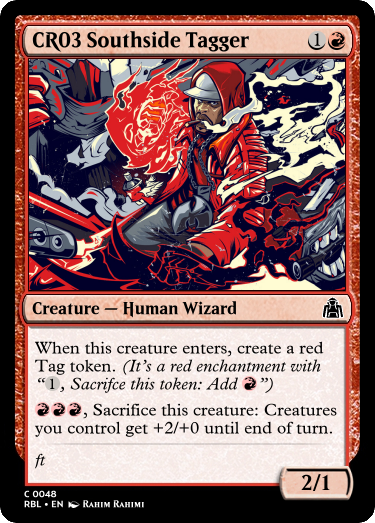 CR03 Southside Tagger 1
Creature — Human Wizard
When this creature enters, create a red
Tag token. (It's a red enchantment with
“1, Sacrifce this token: Add ”)
, Sacrifice this creature: Creatures
you control get +2/+0 until end of turn.
ft
2/1
C 0048
RBL • EN Rahim Rahimi